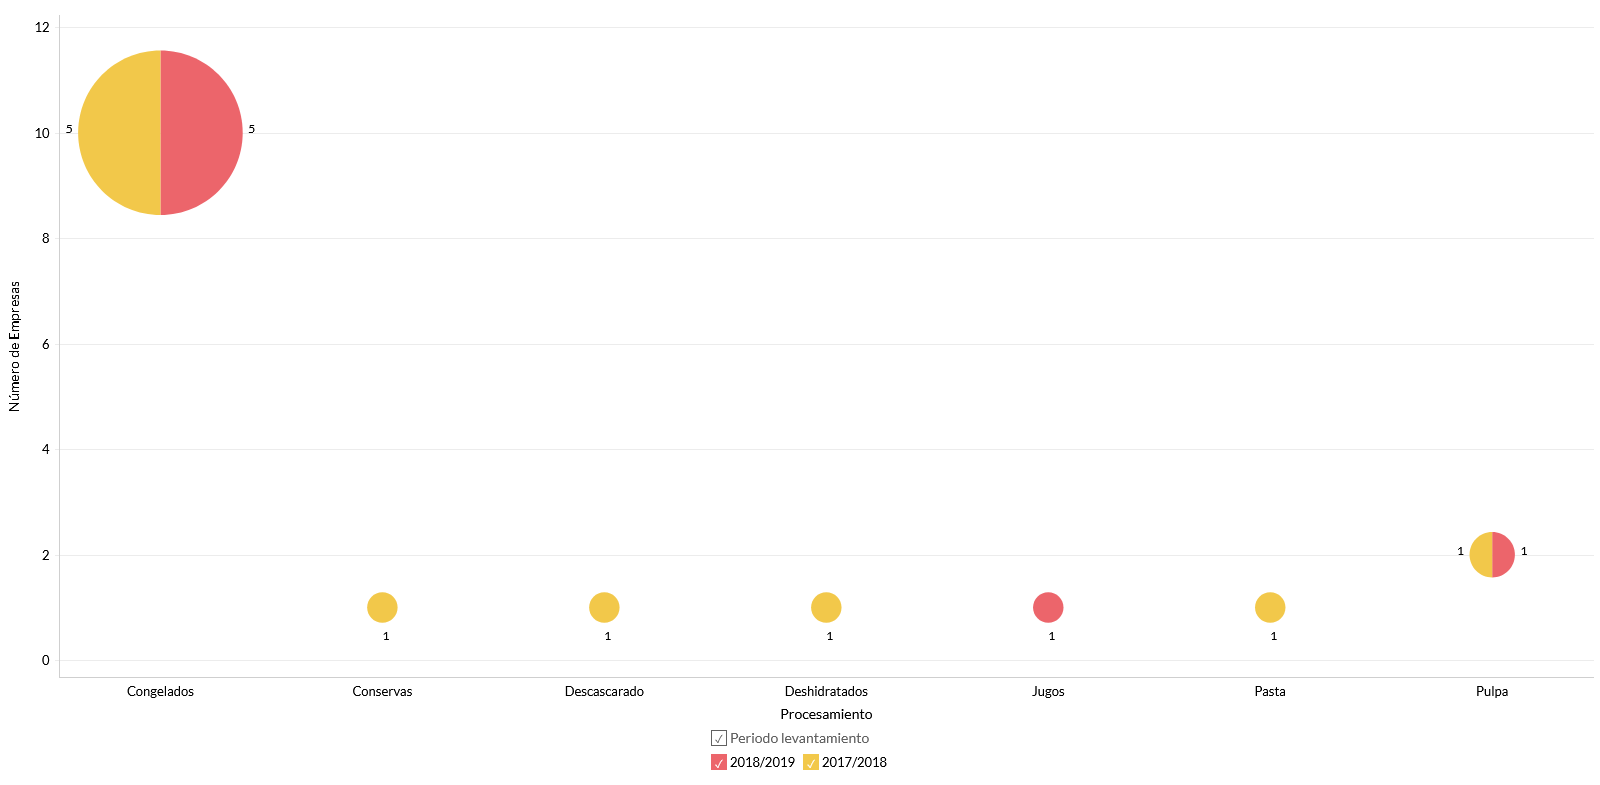 12
10
8
6
4
2
0
Número de Empresas
5
5
1
1
1
1
1
1
1
Congelados
Conservas
Descascarado
Deshidratados
Jugos
Pasta
Pulpa
Procesamiento
Periodo levantamiento
2018/2019
2017/2018